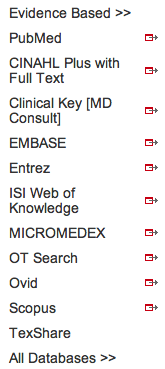 Evidence Based >>
PubMed
CINAHL Plus with
Full Text
Clinical Key [MD
Consult]
EMBASE
Entrez
ISI Web of
Knowledge
MICROMEDEX
OT Search
Ovid
Scopus
TexShare
All Databases >>